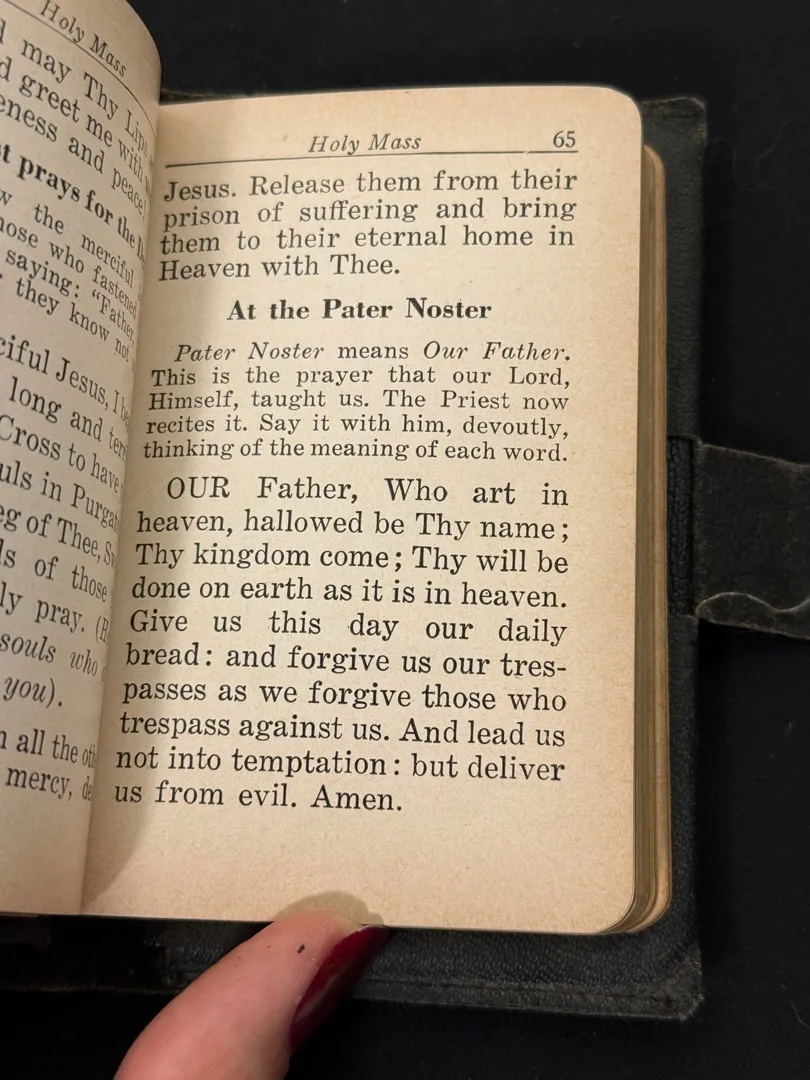 Holy Mass
may Thy Lips
greet me with
and peace
prays for the
the merciful
those who fastened
saying: "Father
they know not
Jesus, I
long and
Cross to have
in
of Thee,
of those
pray.
souls who
you).
all the
mercy,
Holy Mass 65
Jesus. Release them from their
prison of suffering and bring
them to their eternal home in
Heaven with Thee.
At the Pater Noster
Pater Noster means Our Father.
This is the prayer that our Lord,
Himself, taught us. The Priest now
recites it. Say it with him, devoutly,
thinking of the meaning of each word.
OUR Father, Who art in
heaven, hallowed be Thy name;
Thy kingdom come; Thy will be
done on earth as it is in heaven.
Give us this day our daily
bread: and forgive us our tres-
passes as we forgive those who
trespass against us. And lead us
not into temptation: but deliver
us from evil. Amen.